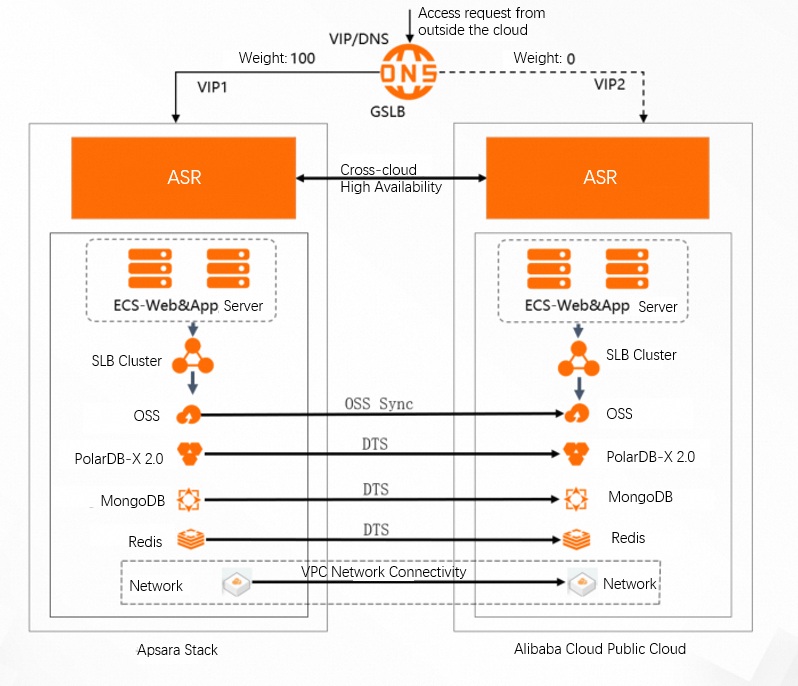 Access request from
outside the cloud
VIP/DNS
Weight: 100
Weight: 0
DNS
VIP1
VIP2
GSLB
ASR
Cross-cloud
High Availability
ASR
ECS-Web&App Server
ECS-Web&App Server
SLB Cluster
SLB Cluster
OSS
OSS Sync
OSS
PolarDB-X 2.0
DTS
PolarDB-X 2.0
MongoDB
DTS
MongoDB
Redis
DTS
Redis
Network
VPC Network Connectivity
Network
Apsara Stack
Alibaba Cloud Public Cloud